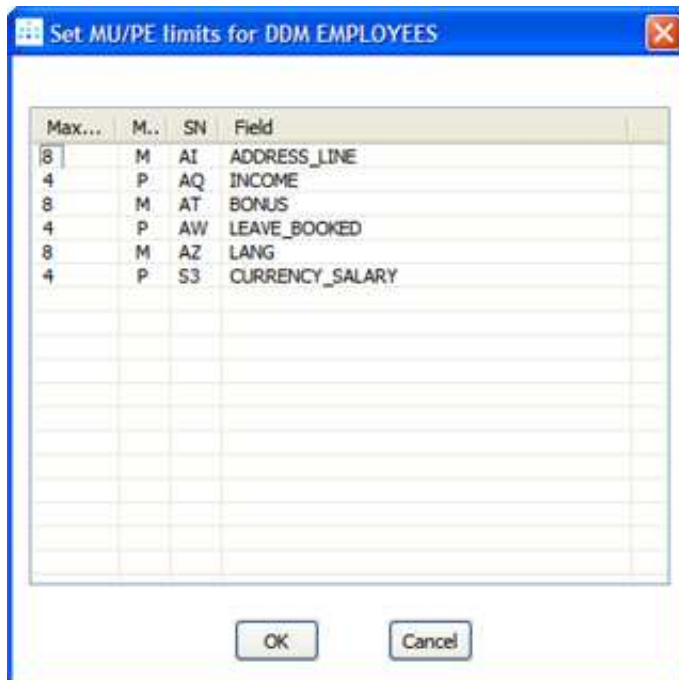 Set MU/PE limits for DDM EMPLOYEES
Max... M.. SN Field
8 M AI ADDRESS_LINE
4 P AQ INCOME
8 M AT BONUS
4 P AW LEAVE_BOOKED
8 M AZ LANG
4 P S3 CURRENCY_SALARY
OK Cancel